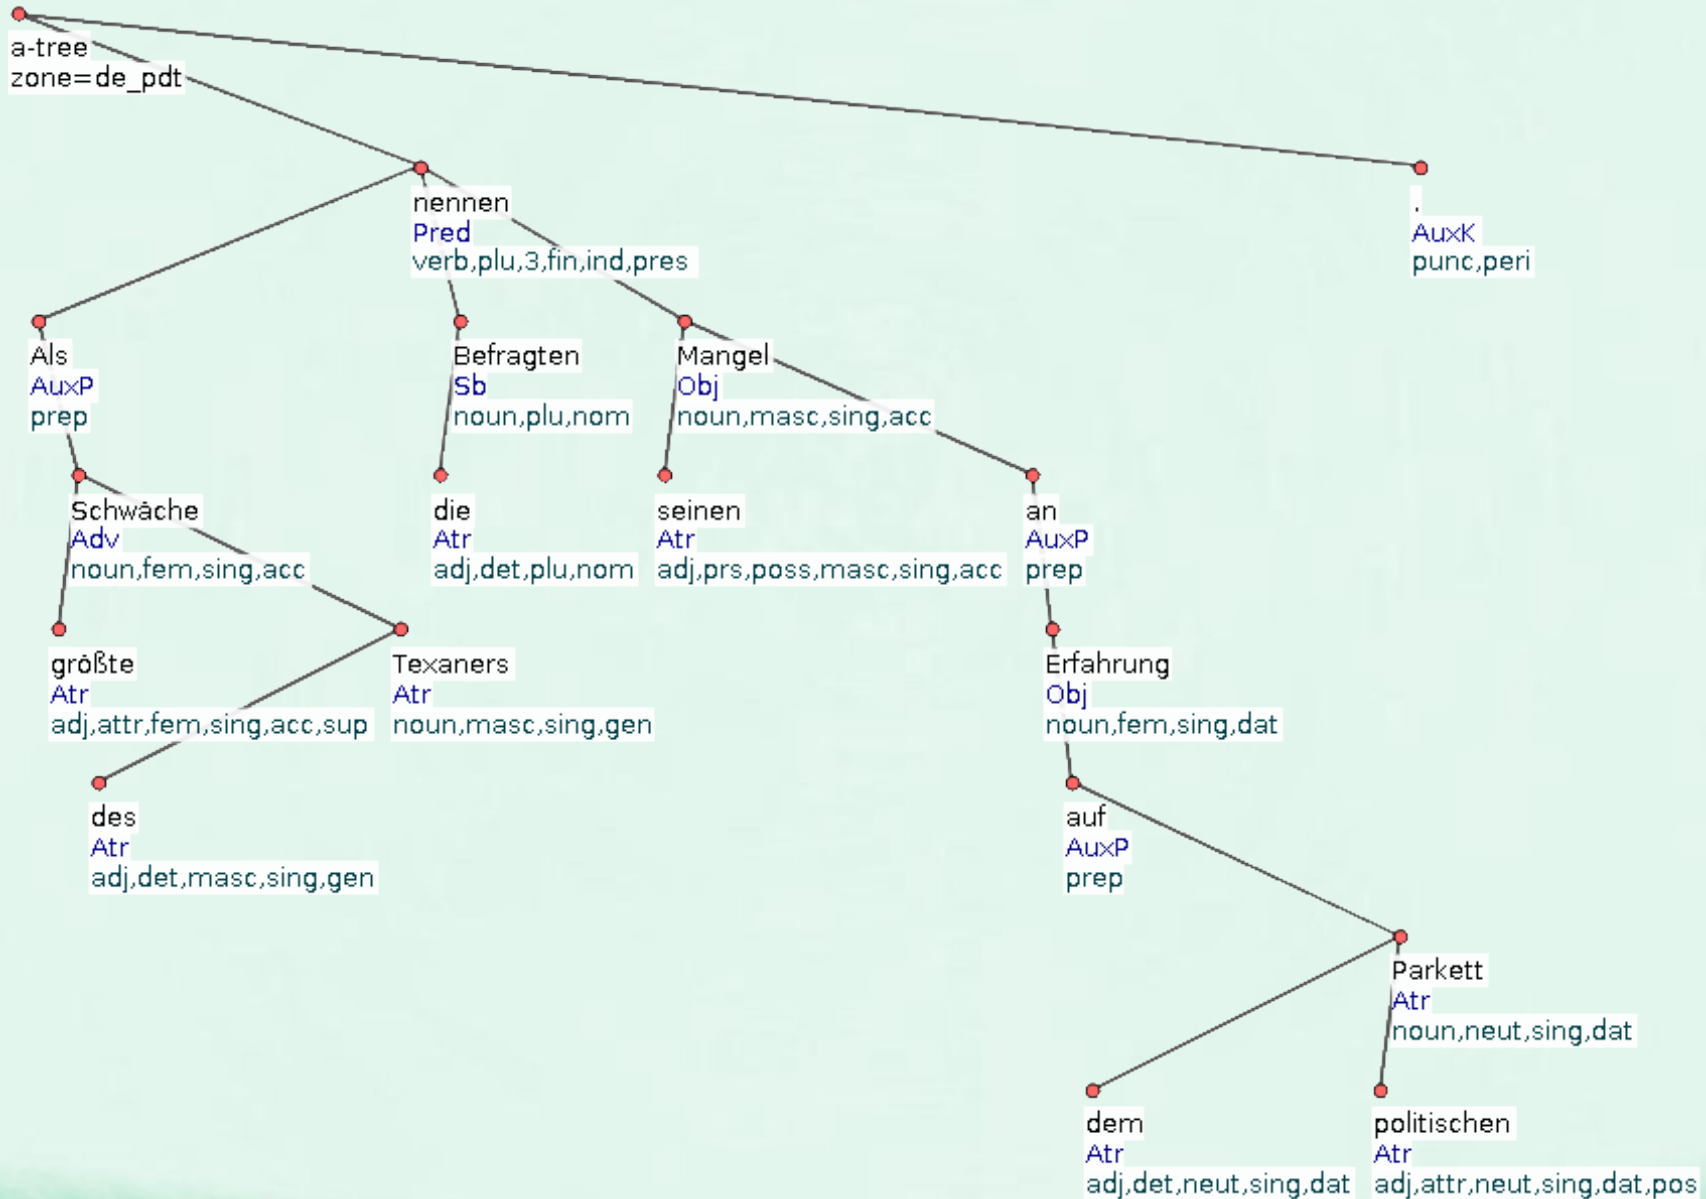 a-tree
zone=de_pdt
nennen
Pred
verb,plu,3,fin,ind,pres
.
AuxK
punc,peri
Als
AuxP
prep
Befragten
Sb
noun,plu,nom
Mangel
Obj
noun,masc,sing,acc
Schwäche
Adv
noun,fem,sing,acc
die
Atr
adj,det,plu,nom
seinen
Atr
adj,prs,poss,masc,sing,acc
an
AuxP
prep
größte
Atr
adj,attr,fem,sing,acc,sup
Texaners
Atr
noun,masc,sing,gen
Erfahrung
Obj
noun,fem,sing,dat
des
Atr
adj,det,masc,sing,gen
auf
AuxP
prep
Parkett
Atr
noun,neut,sing,dat
dem
Atr
adj,det,neut,sing,dat
politischen
Atr
adj,attr,neut,sing,dat,pos